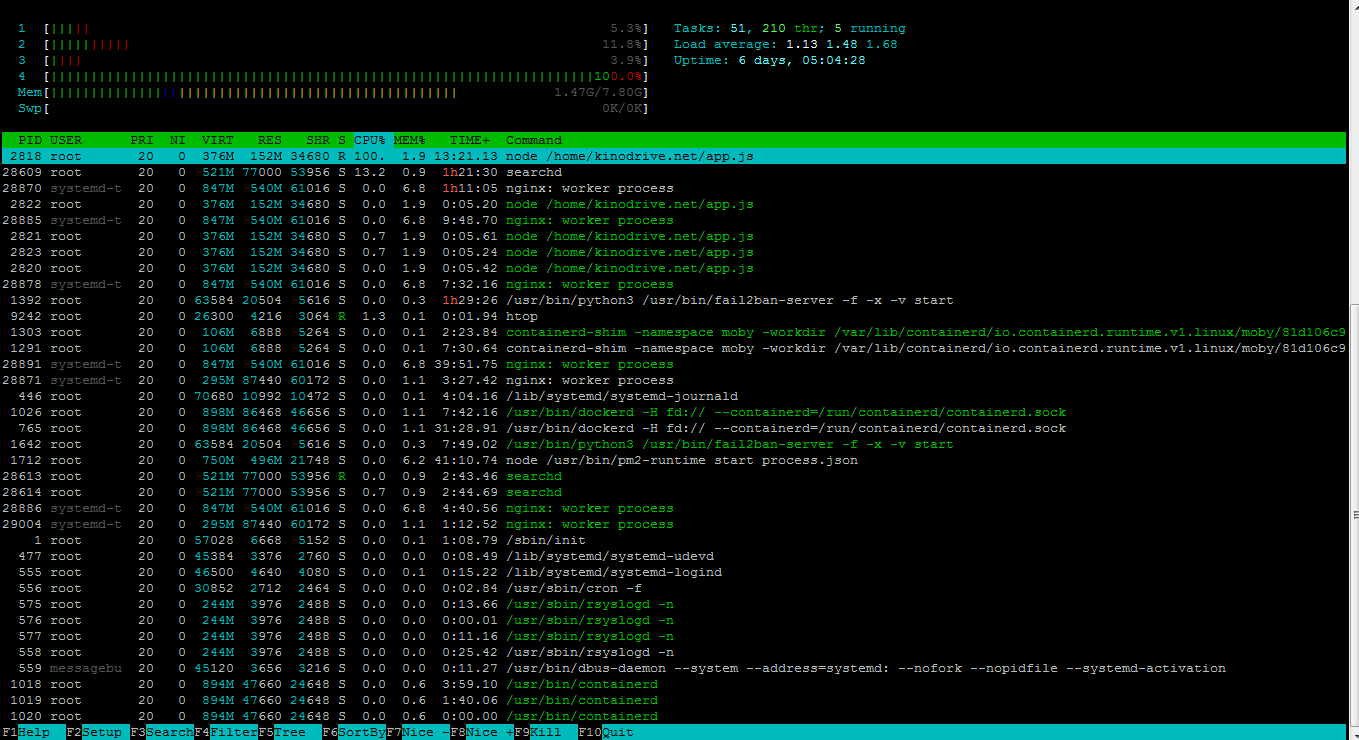 1 [||||| 5.3%] Tasks: 51, 210 thr; 5 running
2 [|||||||||| 11.8%] Load average: 1.13 1.48 1.68
3 [|||| 3.9%] Uptime: 6 days, 05:04:28
4 [||||||||||||||||||||||||||||||||||||||||||||||||||||||||||||||||||||100.0%]
Mem[||||||||||||||||||||||||||||||||||||||||||||||||||| 1.47G/7.80G]
Swp[ 0K/0K]
PID USER PRI NI VIRT RES SHR S CPU% MEM% TIME+ Command
2818 root 20 0 376M 152M 34680 R 100. 1.9 13:21.13 node /home/kinodrive.net/app.js
28609 root 20 0 521M 77000 53956 S 13.2 0.9 1h21:30 searchd
28870 systemd-t 20 0 847M 540M 61016 S 0.0 6.8 1h11:05 nginx: worker process
2822 root 20 0 376M 152M 34680 S 0.0 1.9 0:05.20 node /home/kinodrive.net/app.js
28885 systemd-t 20 0 847M 540M 61016 S 0.0 6.8 9:48.70 nginx: worker process
2821 root 20 0 376M 152M 34680 S 0.7 1.9 0:05.61 node /home/kinodrive.net/app.js
2823 root 20 0 376M 152M 34680 S 0.7 1.9 0:05.24 node /home/kinodrive.net/app.js
2820 root 20 0 376M 152M 34680 S 0.0 1.9 0:05.42 node /home/kinodrive.net/app.js
28878 systemd-t 20 0 847M 540M 61016 S 0.0 6.8 7:32.16 nginx: worker process
1392 root 20 0 63584 20504 5616 S 0.0 0.3 1h29:26 /usr/bin/python3 /usr/bin/fail2ban-server -f -x -v start
9242 root 20 0 26300 4216 3064 R 1.3 0.1 0:01.94 htop
1303 root 20 0 106M 6888 5264 S 0.0 0.1 2:23.84 containerd-shim -namespace moby -workdir /var/lib/containerd/io.containerd.runtime.v1.linux/moby/81d106c9
1291 root 20 0 106M 6888 5264 S 0.0 0.1 7:30.64 containerd-shim -namespace moby -workdir /var/lib/containerd/io.containerd.runtime.v1.linux/moby/81d106c9
28891 systemd-t 20 0 847M 540M 61016 S 0.0 6.8 39:51.75 nginx: worker process
28871 systemd-t 20 0 295M 87440 60172 S 0.0 1.1 3:27.42 nginx: worker process
446 root 20 0 70680 10992 10472 S 0.0 0.1 4:04.16 /lib/systemd/systemd-journald
1026 root 20 0 898M 86468 46656 S 0.0 1.1 7:42.16 /usr/bin/dockerd -H fd:// --containerd=/run/containerd/containerd.sock
765 root 20 0 898M 86468 46656 S 0.0 1.1 31:28.91 /usr/bin/dockerd -H fd:// --containerd=/run/containerd/containerd.sock
1642 root 20 0 63584 20504 5616 S 0.0 0.3 7:49.02 /usr/bin/python3 /usr/bin/fail2ban-server -f -x -v start
1712 root 20 0 750M 496M 21748 S 0.0 6.2 41:10.74 node /usr/bin/pm2-runtime start process.json
28613 root 20 0 521M 77000 53956 R 0.0 0.9 2:43.46 searchd
28614 root 20 0 521M 77000 53956 S 0.7 0.9 2:44.69 searchd
28886 systemd-t 20 0 847M 540M 61016 S 0.0 6.8 4:40.56 nginx: worker process
29004 systemd-t 20 0 295M 87440 60172 S 0.0 1.1 1:12.52 nginx: worker process
1 root 20 0 57028 6668 5152 S 0.0 0.1 1:08.79 /sbin/init
477 root 20 0 45384 3376 2760 S 0.0 0.0 0:08.49 /lib/systemd/systemd-udevd
555 root 20 0 46500 4640 4080 S 0.0 0.1 0:15.22 /lib/systemd/systemd-logind
556 root 20 0 30852 2712 2464 S 0.0 0.0 0:02.84 /usr/sbin/cron -f
575 root 20 0 244M 3976 2488 S 0.0 0.0 0:13.66 /usr/sbin/rsyslogd -n
576 root 20 0 244M 3976 2488 S 0.0 0.0 0:00.01 /usr/sbin/rsyslogd -n
577 root 20 0 244M 3976 2488 S 0.0 0.0 0:11.16 /usr/sbin/rsyslogd -n
558 root 20 0 244M 3976 2488 S 0.0 0.0 0:25.42 /usr/sbin/rsyslogd -n
559 messagebu 20 0 45120 3656 3216 S 0.0 0.0 0:11.27 /usr/bin/dbus-daemon --system --address=systemd: --nofork --nopidfile --systemd-activation
1018 root 20 0 894M 47660 24648 S 0.0 0.6 3:59.10 /usr/bin/containerd
1019 root 20 0 894M 47660 24648 S 0.0 0.6 1:40.06 /usr/bin/containerd
1020 root 20 0 894M 47660 24648 S 0.0 0.6 0:00.00 /usr/bin/containerd
F1Help F2Setup F3SearchF4FilterF5Tree F6SortByF7Nice -F8Nice +F9Kill F10Quit